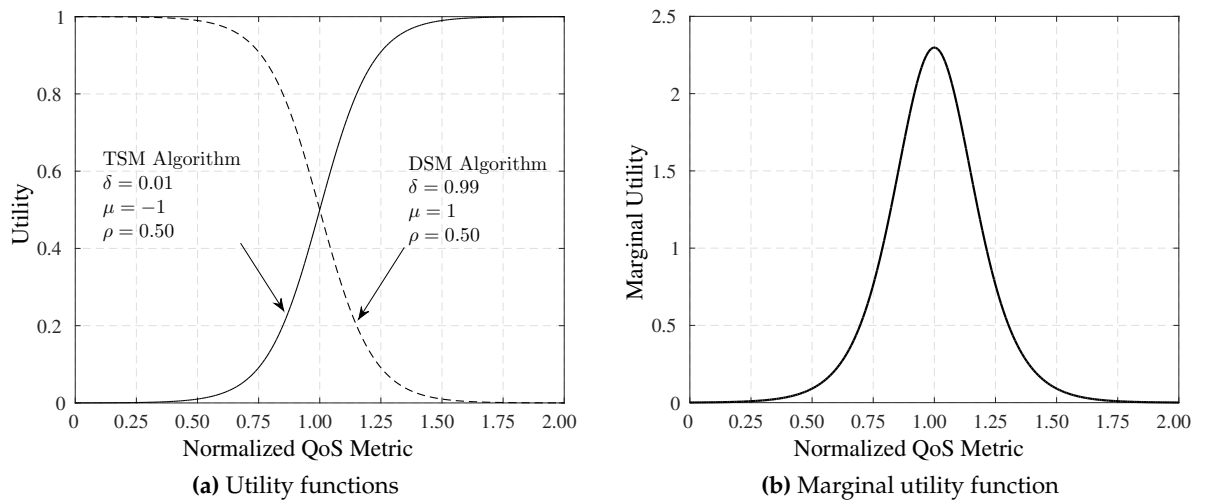 1
0.8
0.6
0.4
0.2
0
Utility
TSM Algorithm
δ = 0.01
μ = −1
ρ = 0.50
DSM Algorithm
δ = 0.99
μ = 1
ρ = 0.50
0 0.25 0.50 0.75 1.00 1.25 1.50 1.75 2.00
Normalized QoS Metric
(a) Utility functions
2.5
2
1.5
1
0.5
0
Marginal Utility
0 0.25 0.50 0.75 1.00 1.25 1.50 1.75 2.00
Normalized QoS Metric
(b) Marginal utility function